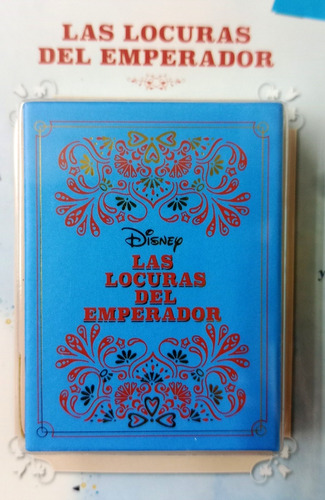 LAS LOCURAS
DEL EMPERADOR
Disney
LAS
LOCURAS
DEL
EMPERADOR